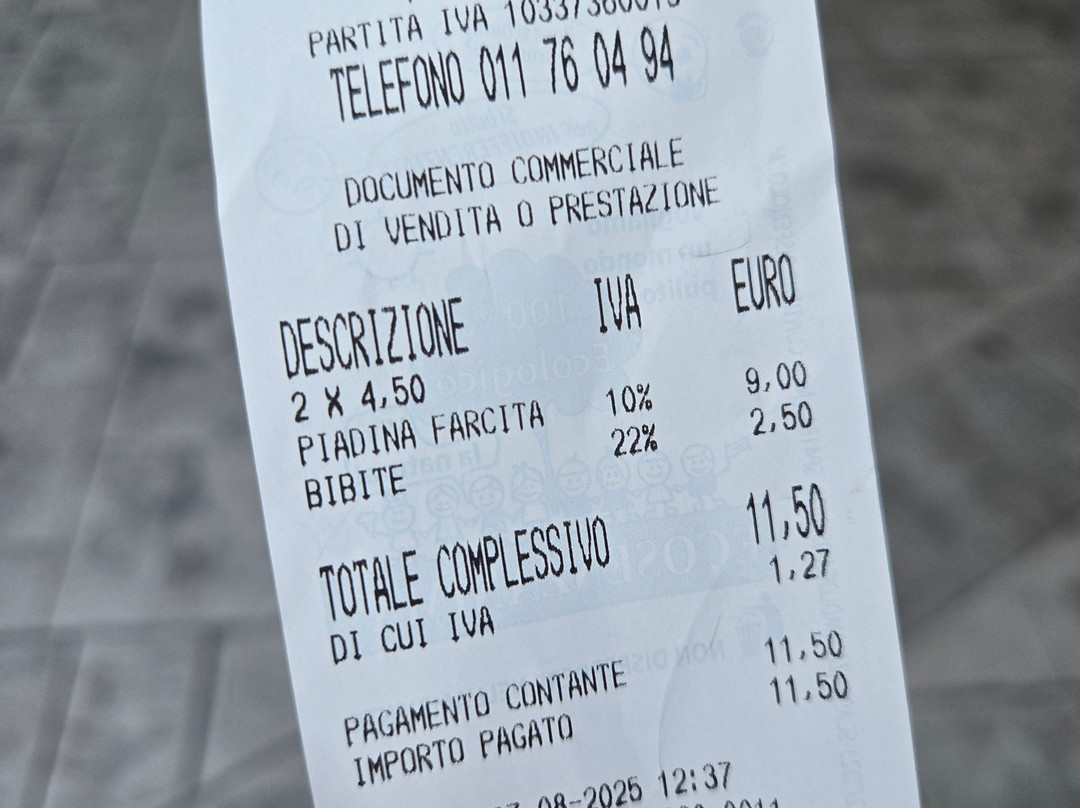 PARTITA IVA
TELEFONO 011 76 04 94
DOCUMENTO COMMERCIALE
DI VENDITA O PRESTAZIONE
DESCRIZIONE IVA EURO
2 X 4,50
PIADINA FARCITA 10% 9,00
BIBITE 22% 2,50
TOTALE COMPLESSIVO 11,50
DI CUI IVA 1,27
PAGAMENTO CONTANTE 11,50
IMPORTO PAGATO 11,50
08-2025 12:37